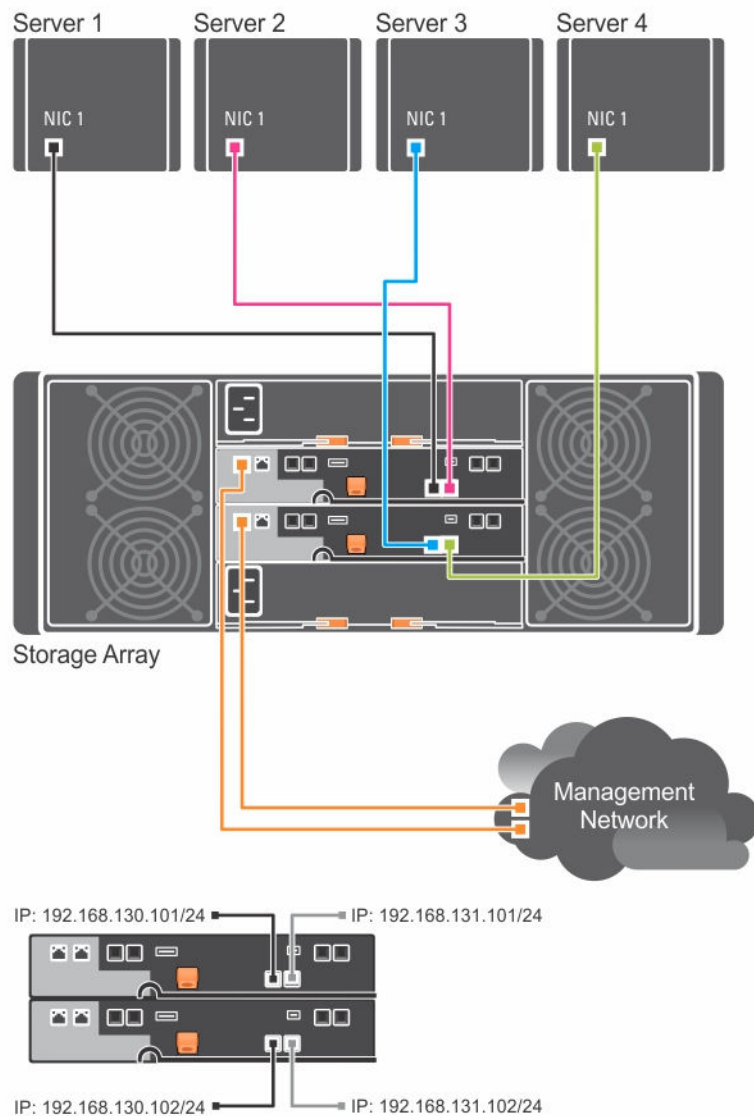 Server 1
Server 2
Server 3
Server 4
NIC 1
NIC 1
NIC 1
NIC 1
Storage Array
Management
Network
IP: 192.168.130.101/24
IP: 192.168.131.101/24
IP: 192.168.130.102/24
IP: 192.168.131.102/24